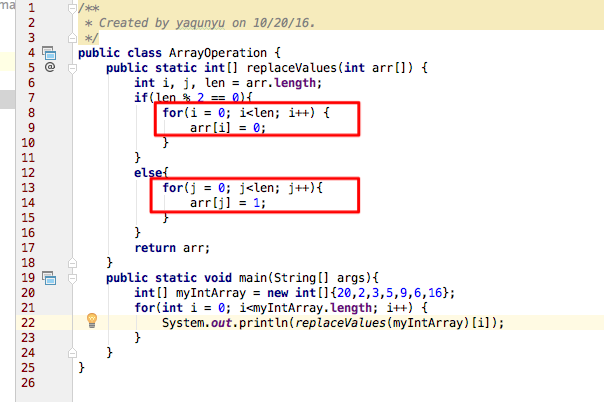 ma
1 /**
2 * Created by yaqunyu on 10/20/16.
3 */
4 public class ArrayOperation {
5 @ public static int[] replaceValues(int arr[]) {
6 int i, j, len = arr.length;
7 if(len % 2 == 0){
8 for(i = 0; i<len; i++) {
9 arr[i] = 0;
10 }
11 }
12 else{
13 for(j = 0; j<len; j++){
14 arr[j] = 1;
15 }
16 }
17 return arr;
18 }
19 public static void main(String[] args){
20 int[] myIntArray = new int[]{20,2,3,5,9,6,16};
21 for(int i = 0; i<myIntArray.length; i++) {
22 System.out.println(replaceValues(myIntArray)[i]);
23 }
24 }
25 }
26